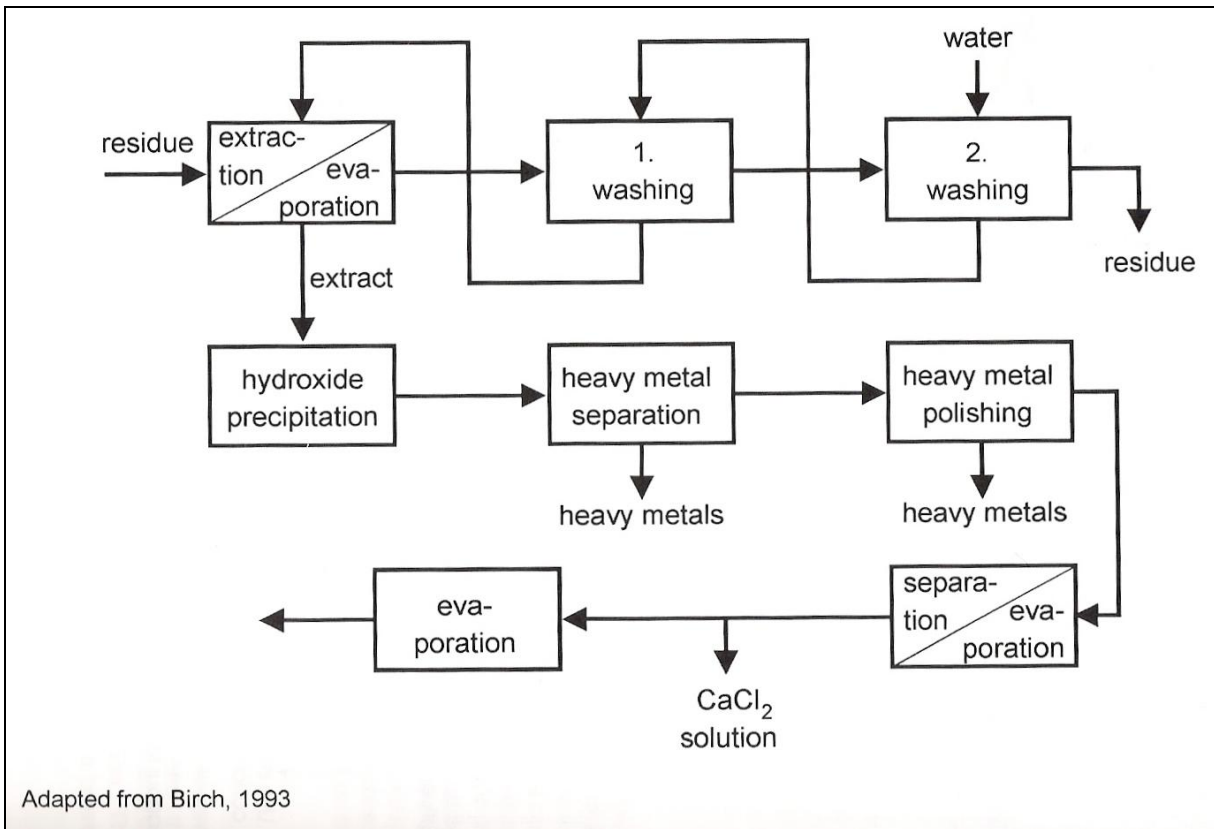 water
residue
extrac-
tion
eva-
poration
1.
washing
2.
washing
residue
extract
hydroxide
precipitation
heavy metal
separation
heavy metal
polishing
heavy metals
heavy metals
eva-
poration
separa-
tion
eva-
poration
CaCl₂
solution
Adapted from Birch, 1993